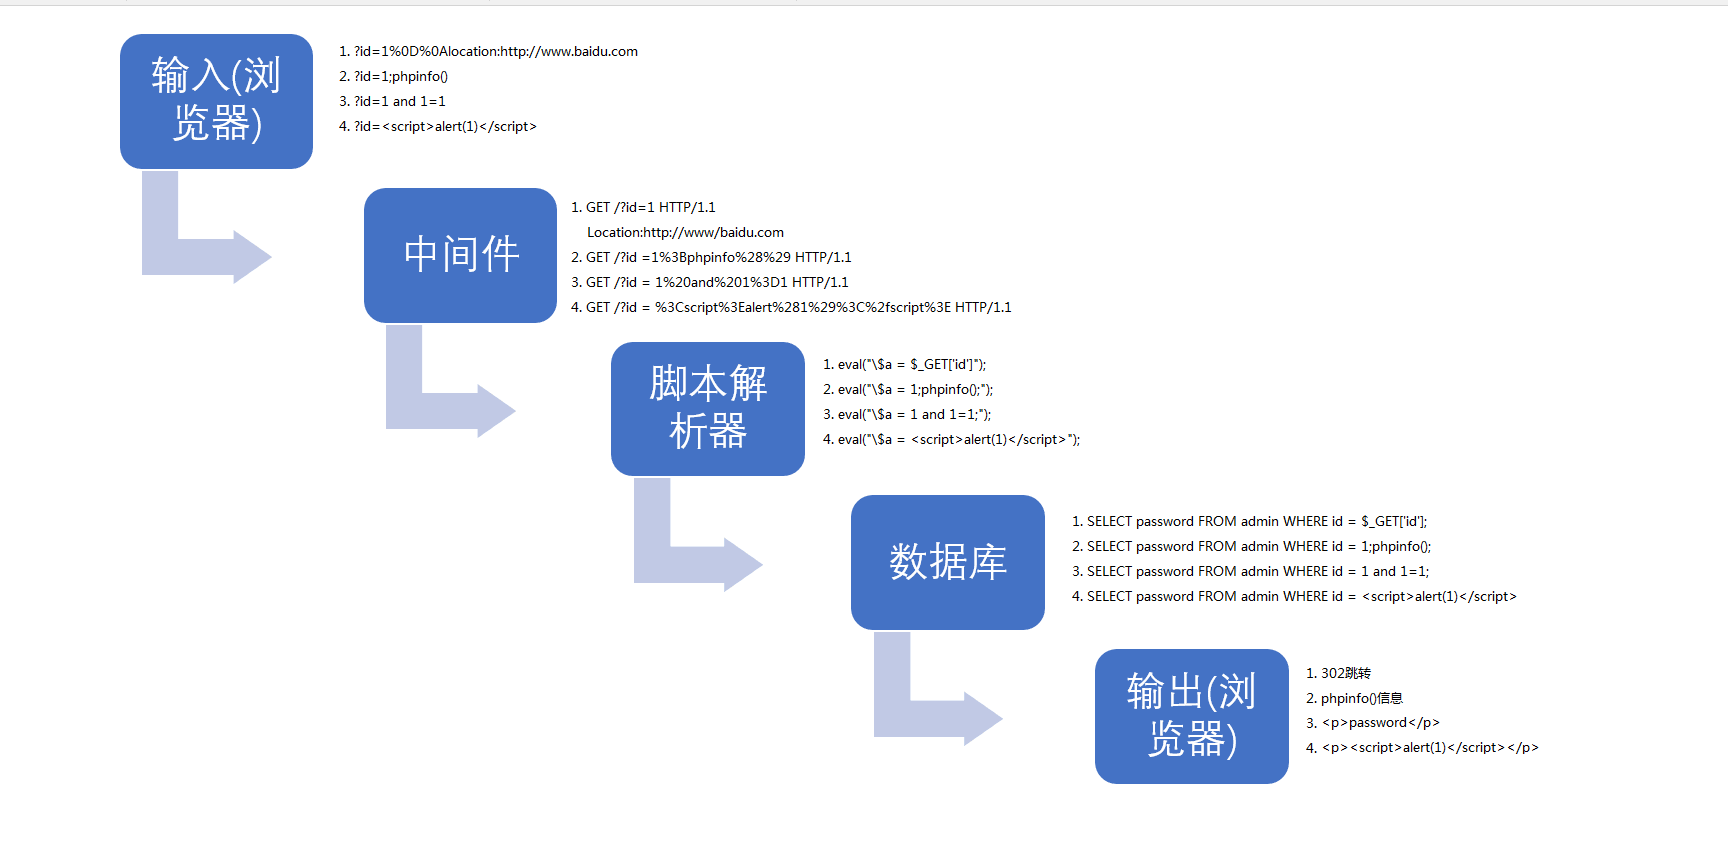 输入(浏
览器)
1. ?id=1%0D%0Alocation:http://www.baidu.com
2. ?id=1;phpinfo()
3. ?id=1 and 1=1
4. ?id=<script>alert(1)</script>
中间件
1. GET /?id=1 HTTP/1.1
Location:http://www/baidu.com
2. GET /?id =1%3Bphpinfo%28%29 HTTP/1.1
3. GET /?id = 1%20and%201%3D1 HTTP/1.1
4. GET /?id = %3Cscript%3Ealert%281%29%3C%2fscript%3E HTTP/1.1
脚本解
析器
1. eval("\$a = $_GET['id']");
2. eval("\$a = 1;phpinfo();");
3. eval("\$a = 1 and 1=1;");
4. eval("\$a = <script>alert(1)</script>");
数据库
1. SELECT password FROM admin WHERE id = $_GET['id'];
2. SELECT password FROM admin WHERE id = 1;phpinfo();
3. SELECT password FROM admin WHERE id = 1 and 1=1;
4. SELECT password FROM admin WHERE id = <script>alert(1)</script>
输出(浏
览器)
1. 302跳转
2. phpinfo()信息
3. <p>password</p>
4. <p><script>alert(1)</script></p>